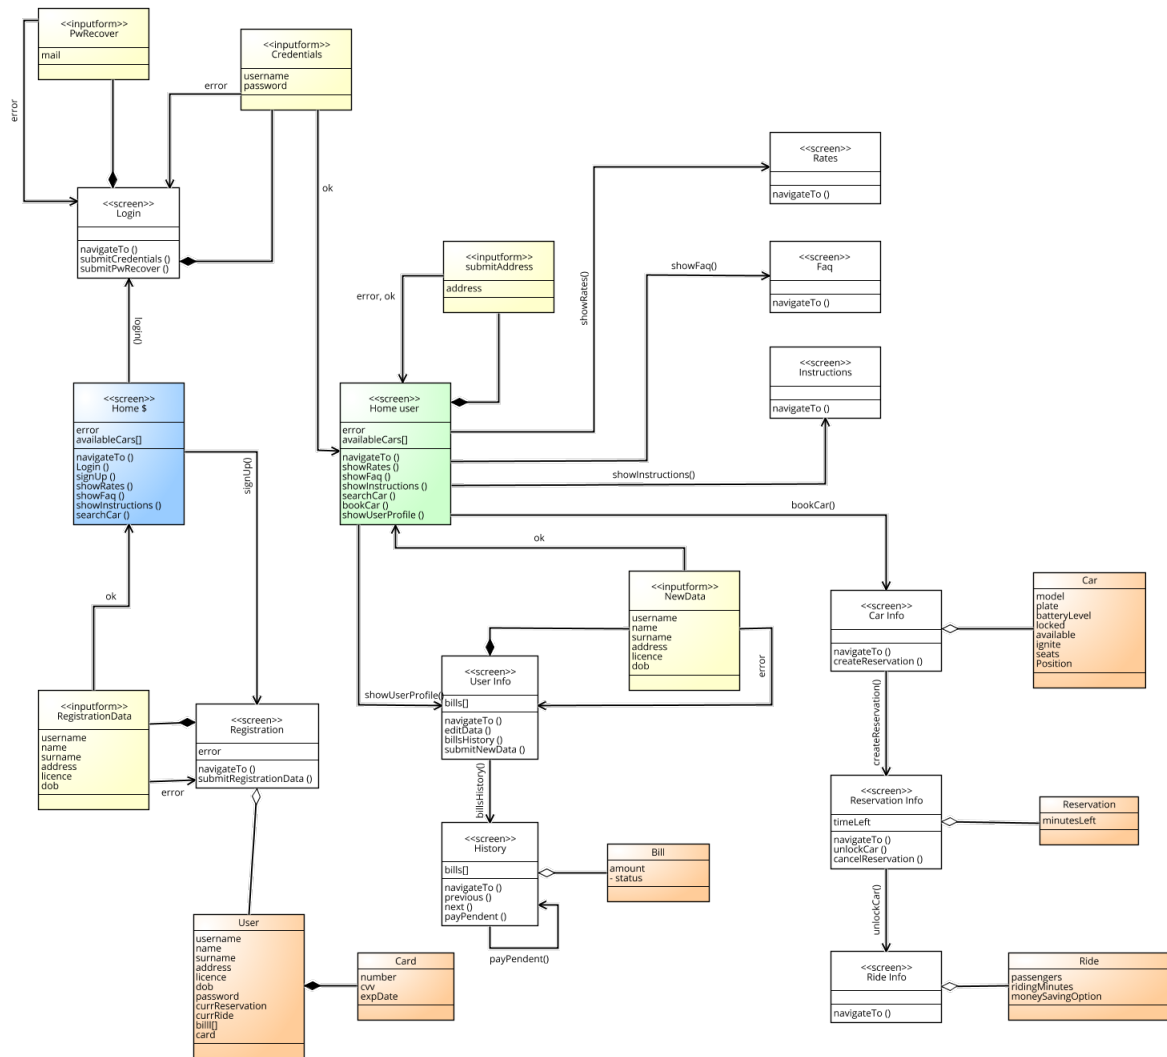 <<inputform>>
PwRecover
mail
error
<<inputform>>
Credentials
username
password
error
ok
<<screen>>
Login
navigateTo ()
submitCredentials ()
submitPwRecover ()
login()
<<screen>>
Rates
navigateTo ()
<<screen>>
Faq
navigateTo ()
<<screen>>
Instructions
navigateTo ()
<<inputform>>
submitAddress
address
error, ok
showRates()
showFaq()
showInstructions()
bookCar()
<<screen>>
Home $
error
availableCars[]
navigateTo ()
Login ()
signUp ()
showRates ()
showFaq ()
showInstructions ()
searchCar ()
signUp()
ok
<<screen>>
Home user
error
availableCars[]
navigateTo ()
showRates ()
showFaq ()
showInstructions ()
searchCar ()
bookCar ()
showUserProfile ()
ok
<<inputform>>
NewData
username
name
surname
address
licence
dob
error
<<screen>>
Car Info
navigateTo ()
createReservation ()
Car
model
plate
batteryLevel
locked
available
ignite
seats
Position
<<inputform>>
RegistrationData
username
name
surname
address
licence
dob
error
<<screen>>
Registration
error
navigateTo ()
submitRegistrationData ()
showUserProfile()
<<screen>>
User Info
bills[]
navigateTo ()
editData ()
billsHistory ()
submitNewData ()
billsHistory()
createReservation()
<<screen>>
Reservation Info
timeLeft
navigateTo ()
unlockCar ()
cancelReservation ()
Reservation
minutesLeft
<<screen>>
History
bills[]
navigateTo ()
previous ()
next ()
payPendent ()
payPendent()
Bill
amount
- status
unlockCar()
User
username
name
surname
address
licence
dob
password
currReservation
currRide
billl[]
card
Card
number
cvv
expDate
<<screen>>
Ride Info
navigateTo ()
Ride
passengers
ridingMinutes
moneySavingOption